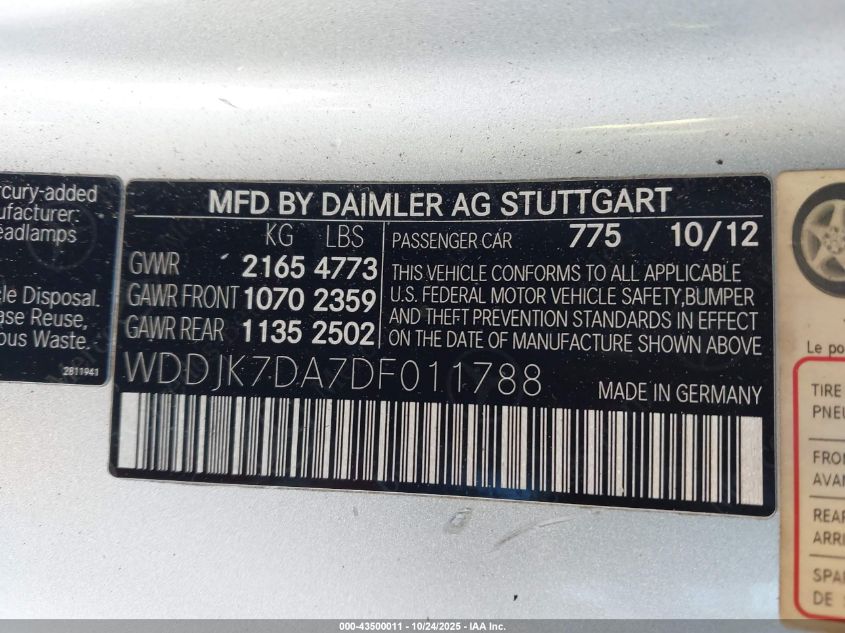 rcury-added
nufacturer:
eadlamps
cle Disposal.
ase Reuse,
ous Waste.
2811941
MFD BY DAIMLER AG STUTTGART
KG LBS
GVWR 2165 4773
GAWR FRONT 1070 2359
GAWR REAR 1135 2502
PASSENGER CAR 775 10/12
THIS VEHICLE CONFORMS TO ALL APPLICABLE
U.S. FEDERAL MOTOR VEHICLE SAFETY,BUMPER
AND THEFT PREVENTION STANDARDS IN EFFECT
ON THE DATE OF MANUFACTURE SHOWN ABOVE
WDDJK7DA7DF011788
MADE IN GERMANY
Le po
TIRE
PNEU
FRON
AVAN
REAR
ARRI
SPAR
DE
000-43500011 - 10/24/2025 - IAA Inc.